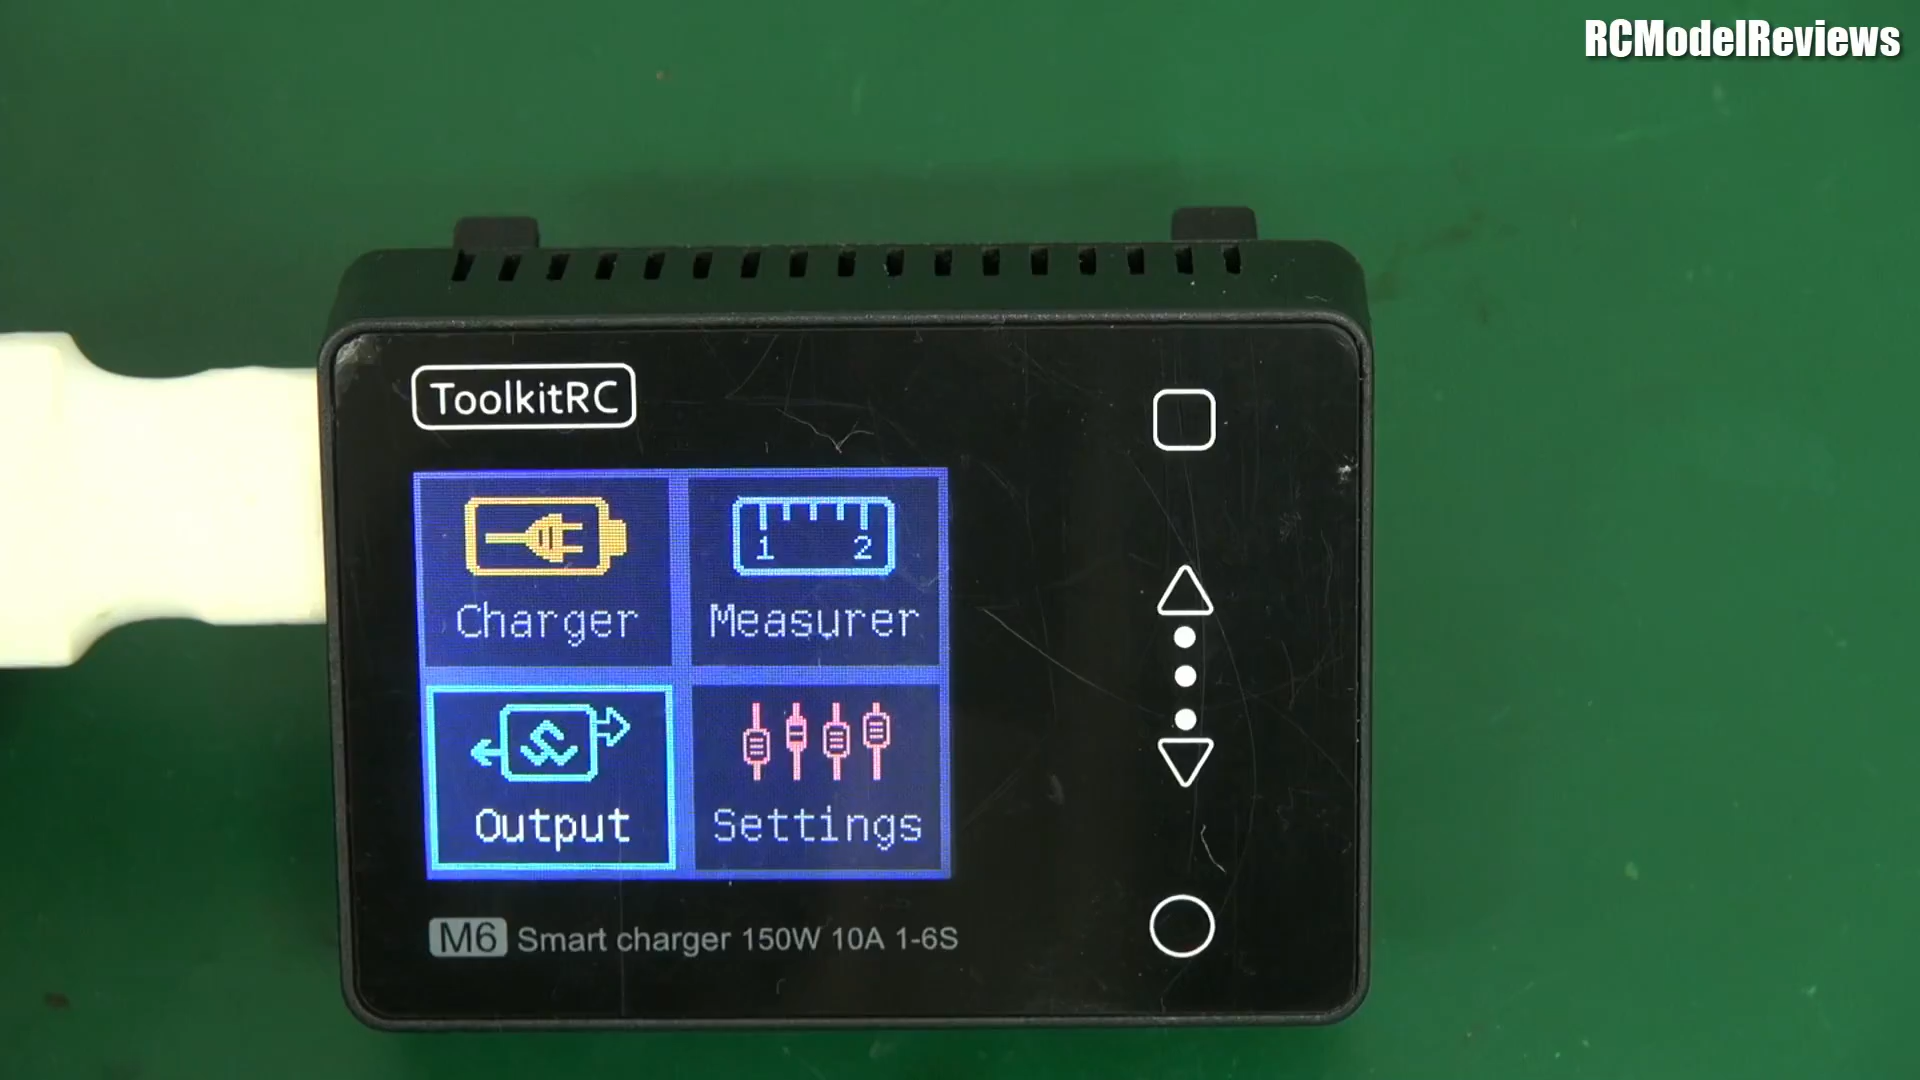 RCModelReviews
ToolkitRC
1 2
Charger
Measurer
Output
Settings
M6 Smart charger 150W 10A 1-6S